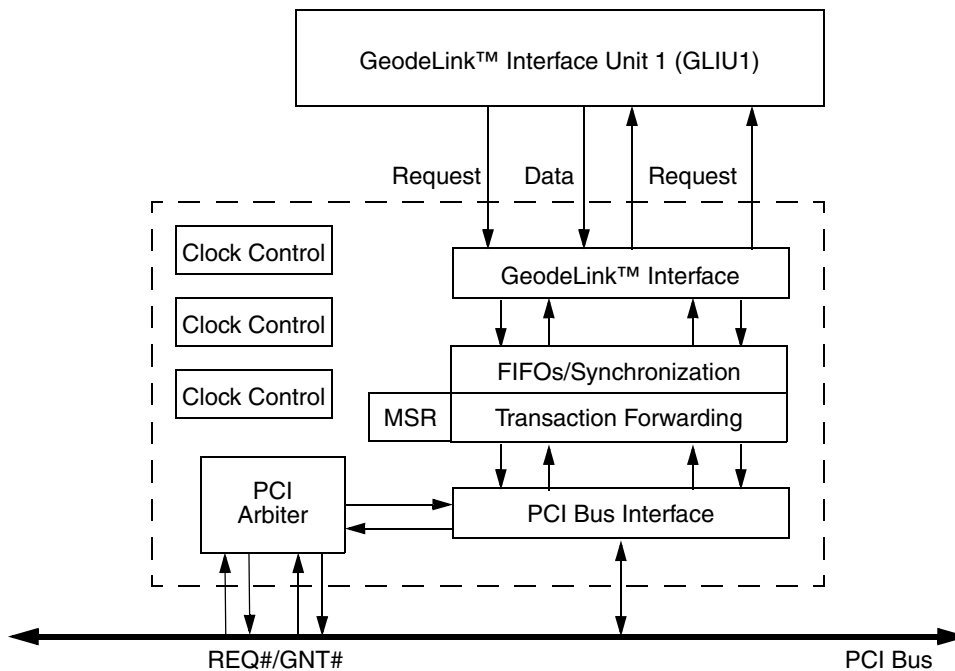 GeodeLink™ Interface Unit 1 (GLIU1)
Request
Data
Request
Clock Control
GeodeLink™ Interface
Clock Control
FIFOs/Synchronization
Clock Control
MSR
Transaction Forwarding
PCI
Arbiter
PCI Bus Interface
REQ#/GNT#
PCI Bus